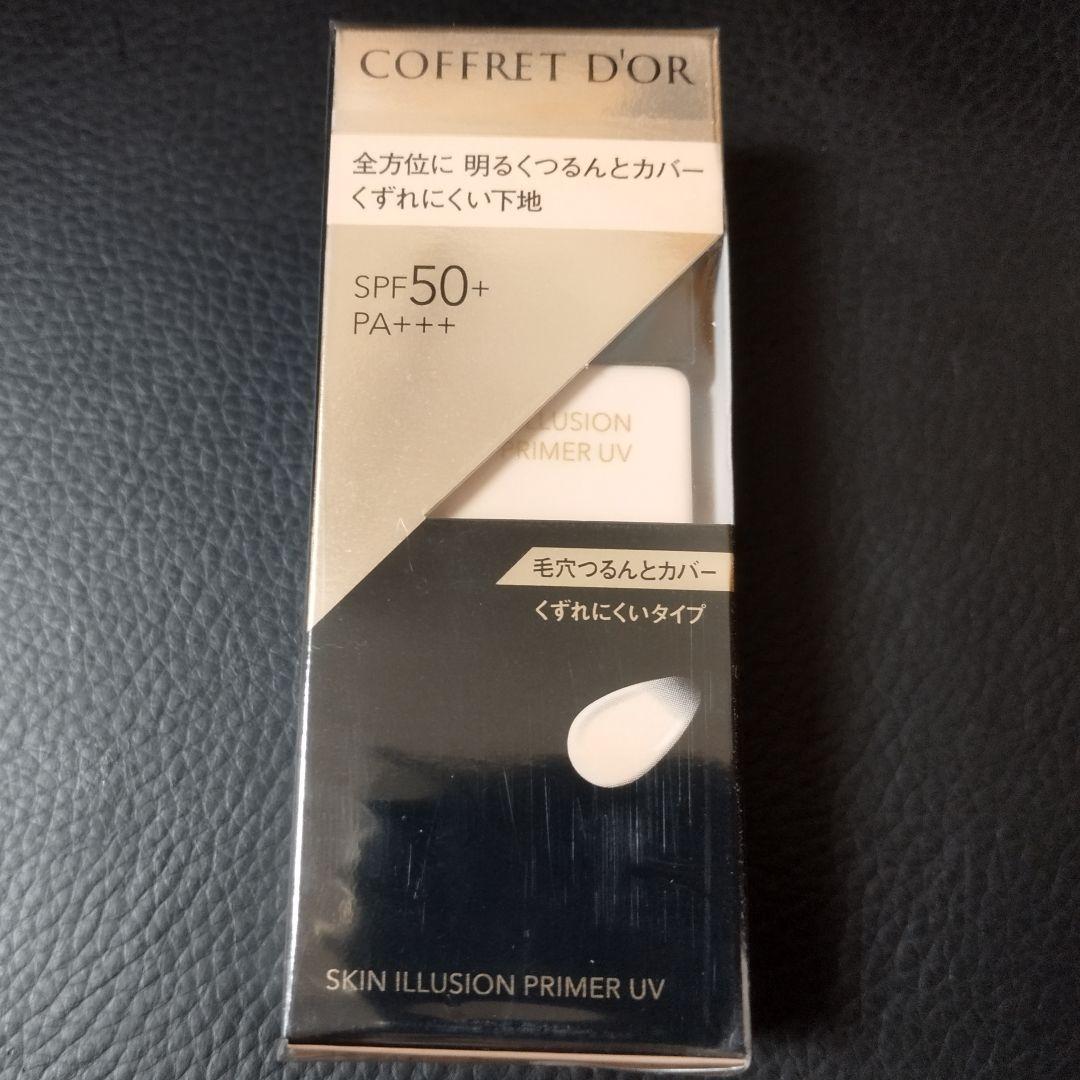 COFFRET D'OR
全方位に 明るくつるんとカバー
くずれにくい下地
SPF50+
PA+++
ILLUSION
PRIMER UV
毛穴つるんとカバー
くずれにくいタイプ
SKIN ILLUSION PRIMER UV